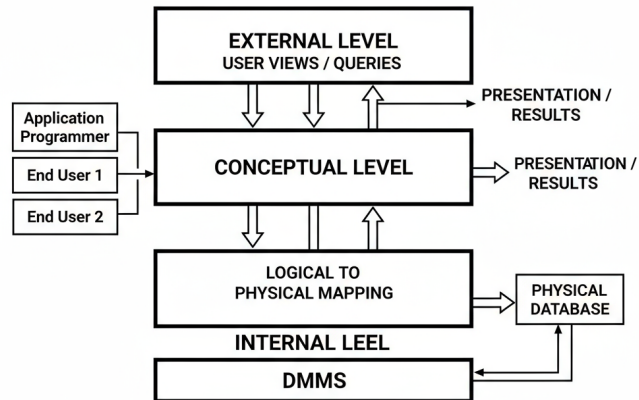 EXTERNAL LEVEL
USER VIEWS / QUERIES
PRESENTATION /
RESULTS
Application
Programmer
End User 1
End User 2
CONCEPTUAL LEVEL
PRESENTATION /
RESULTS
LOGICAL TO
PHYSICAL MAPPING
PHYSICAL
DATABASE
INTERNAL LEEL
DMMS